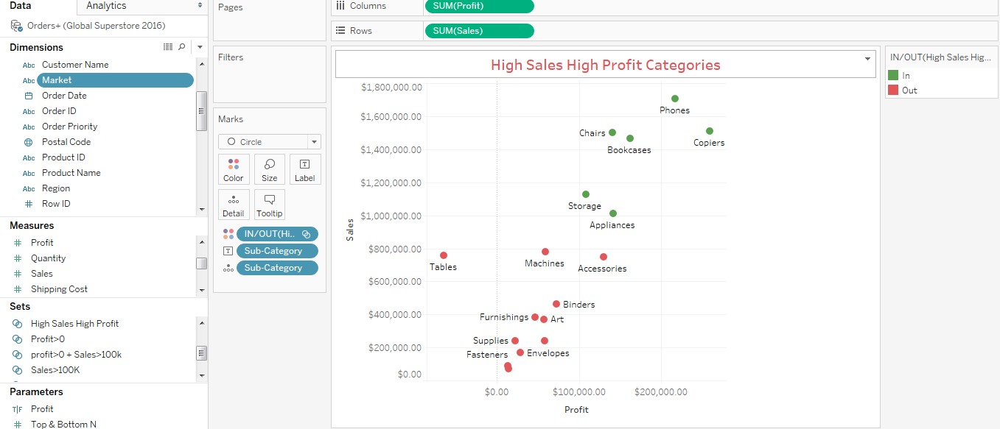 Data
Analytics
Orders+ (Global Superstore 2016)
Dimensions
Abc Customer Name
Abc Market
Order Date
Abc Order ID
Abc Order Priority
Postal Code
Abc Product ID
Abc Product Name
Abc Region
# Row ID
Measures
# Profit
# Quantity
# Sales
# Shipping Cost
Sets
High Sales High Profit
Profit>0
profit>0 + Sales>100k
Sales>100K
Parameters
T|F Profit
# Top & Bottom N
Pages
Filters
Marks
Circle
Color
Size
T Label
Detail
Tooltip
IN/OUT(Hi..
T Sub-Category
Sub-Category
Columns
SUM(Profit)
Rows
SUM(Sales)
High Sales High Profit Categories
$1,800,000.00
$1,600,000.00
$1,400,000.00
$1,200,000.00
$1,000,000.00
$800,000.00
$600,000.00
$400,000.00
$200,000.00
$0.00
Sales
Phones
Chairs
Copiers
Bookcases
Storage
Appliances
Machines
Tables
Accessories
Binders
Furnishings
Art
Supplies
Fasteners
Envelopes
$0.00
$100,000.00
$200,000.00
Profit
IN/OUT(High Sales Hig...
In
Out